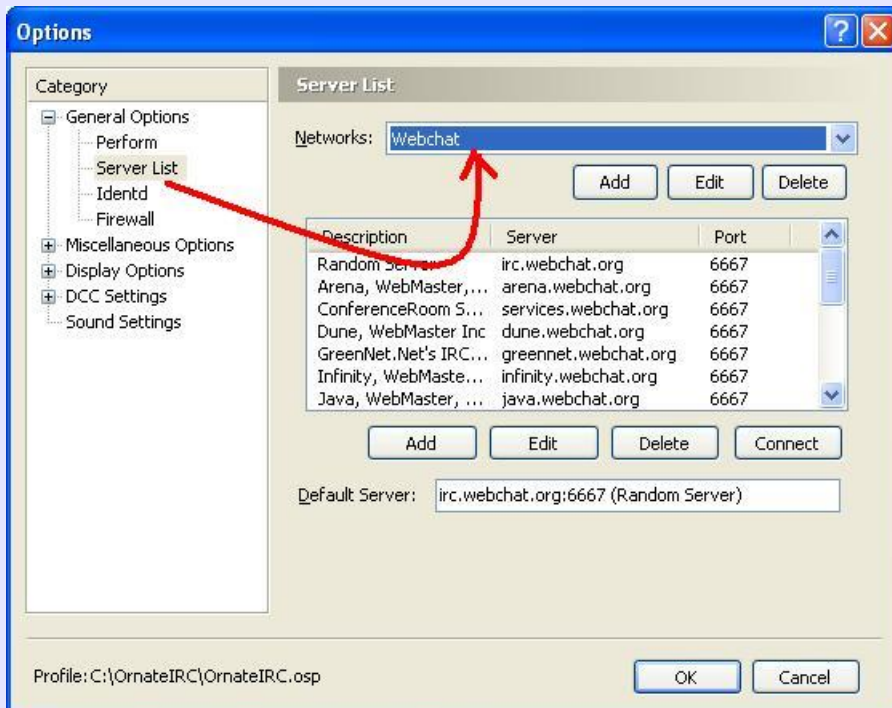 Options
Category
General Options
Perform
Server List
Identd
Firewall
Miscellaneous Options
Display Options
DCC Settings
Sound Settings
Server List
Networks: Webchat
Add Edit Delete
Description Server Port
Random Server irc.webchat.org 6667
Arena, WebMaster,... arena.webchat.org 6667
ConferenceRoom S... services.webchat.org 6667
Dune, WebMaster Inc dune.webchat.org 6667
GreenNet.Net's IRC... greennet.webchat.org 6667
Infinity, WebMaste... infinity.webchat.org 6667
Java, WebMaster, ... java.webchat.org 6667
Add Edit Delete Connect
Default Server: irc.webchat.org:6667 (Random Server)
Profile: C:\OrnateIRC\OrnateIRC.osp
OK Cancel